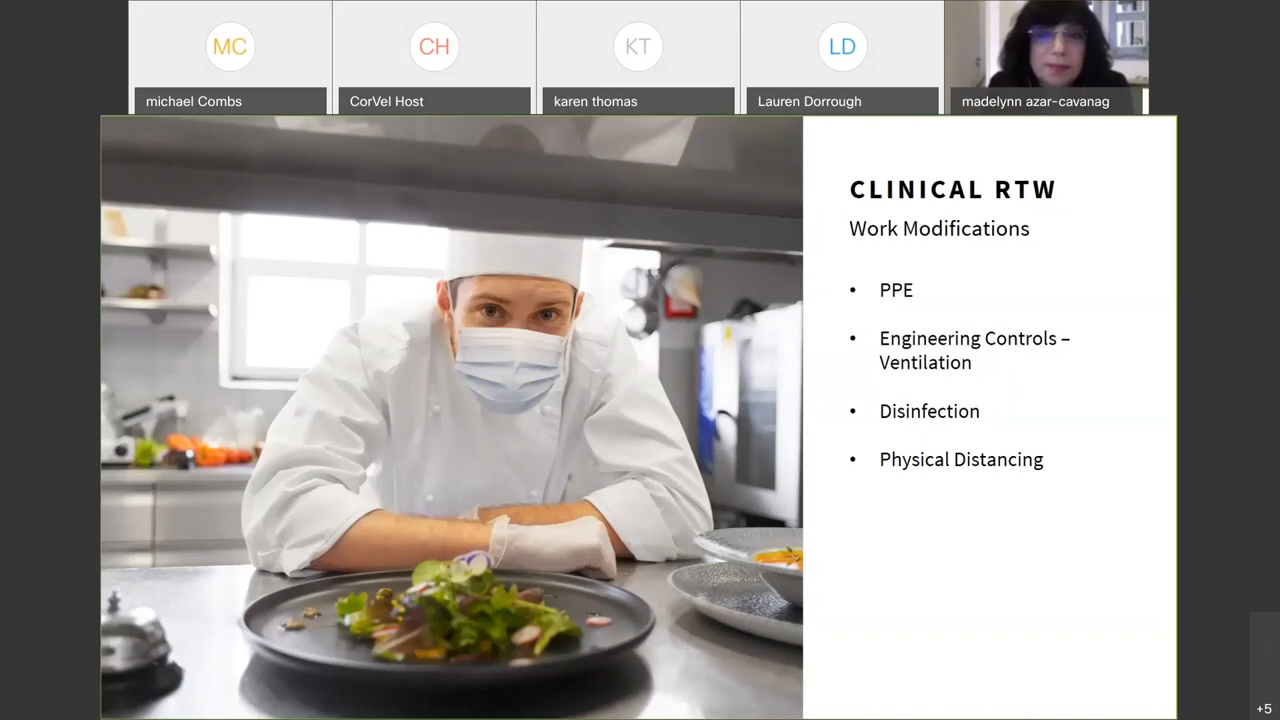 MC
CH
KT
LD
michael Combs
CorVel Host
karen thomas
Lauren Dorrough
madelynn azar-cavanag
CLINICAL RTW
Work Modifications
• PPE
• Engineering Controls –
Ventilation
• Disinfection
• Physical Distancing
+5